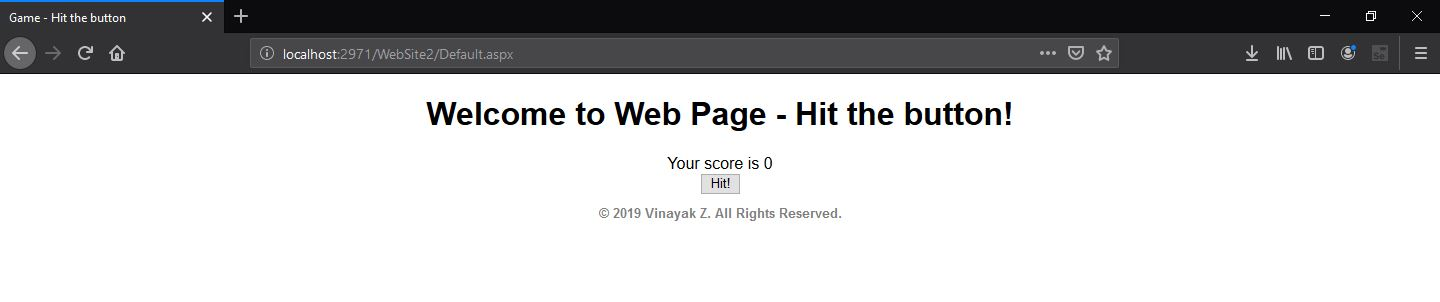 Game - Hit the button
localhost:2971/WebSite2/Default.aspx
Welcome to Web Page - Hit the button!
Your score is 0
Hit!
© 2019 Vinayak Z. All Rights Reserved.